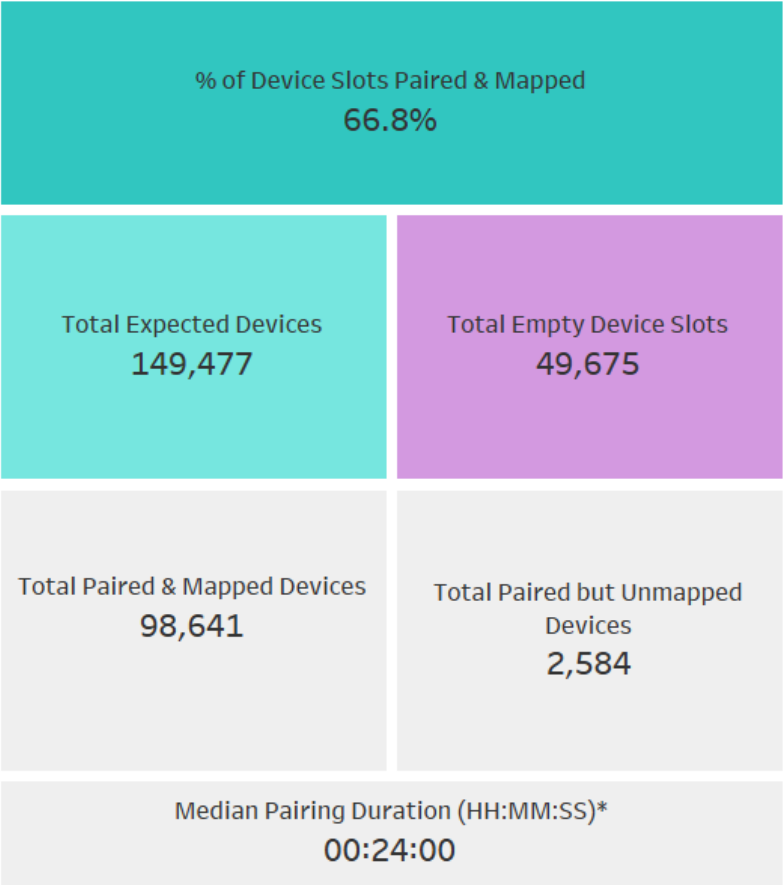 % of Device Slots Paired & Mapped
66.8%
Total Expected Devices
149,477
Total Empty Device Slots
49,675
Total Paired & Mapped Devices
98,641
Total Paired but Unmapped
Devices
2,584
Median Pairing Duration (HH:MM:SS)*
00:24:00